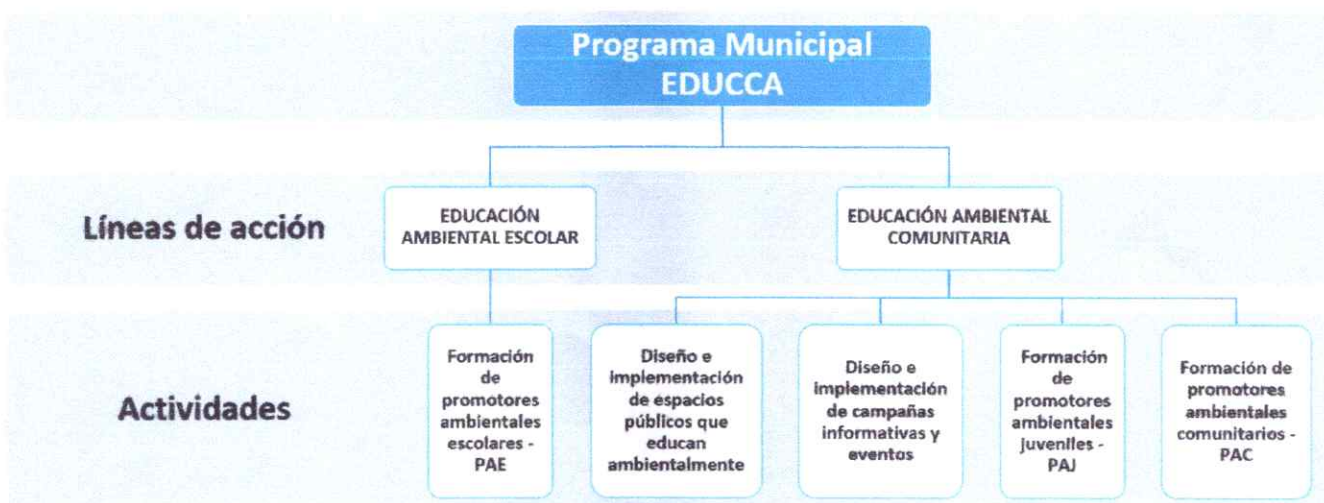 Programa Municipal
EDUCCA
Líneas de acción
EDUCACIÓN
AMBIENTAL ESCOLAR
EDUCACIÓN AMBIENTAL
COMUNITARIA
Actividades
Formación
de
promotores
ambientales
escolares -
PAE
Diseño e
implementación
de espacios
públicos que
educan
ambientalmente
Diseño e
implementación
de campañas
informativas y
eventos
Formación
de
promotores
ambientales
juveniles -
PAJ
Formación de
promotores
ambientales
comunitarios -
PAC